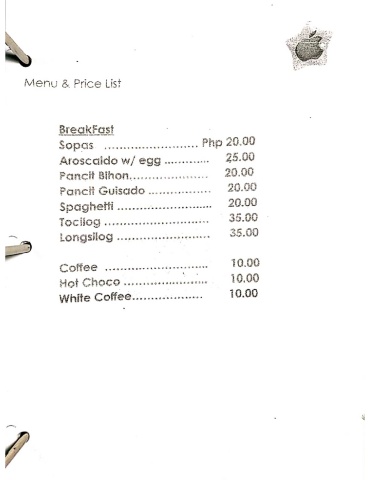 Menu & Price List
BreakFast
Sopas .......................... Php 20.00
Aroscaldo w/ egg ............ 25.00
Pancit Bihon..................... 20.00
Pancit Guisado ................. 20.00
Spaghetti .......................... 20.00
Tocilog ............................. 35.00
Longsilog .......................... 35.00
Coffee ............................ 10.00
Hot Choco ....................... 10.00
White Coffee................... 10.00